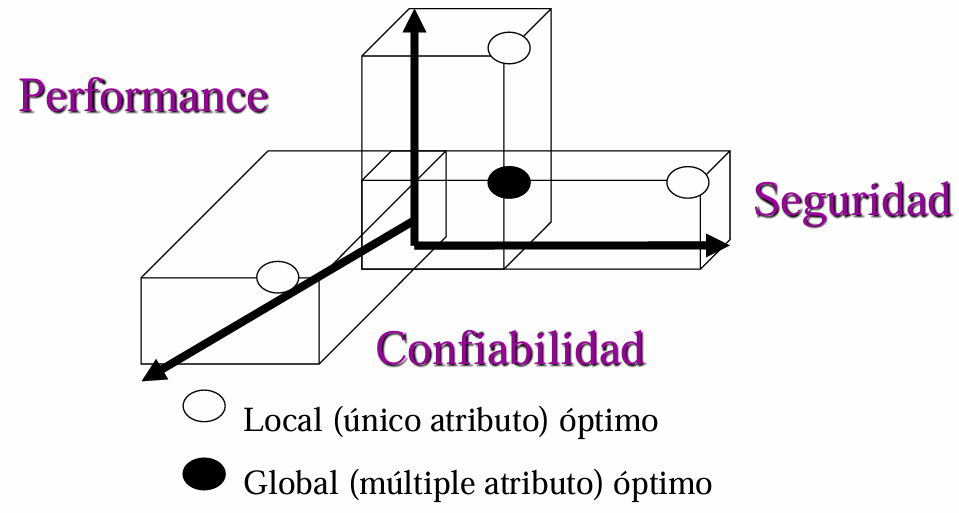 Performance
Seguridad
Confiabilidad
Local (único atributo) óptimo
Global (múltiple atributo) óptimo